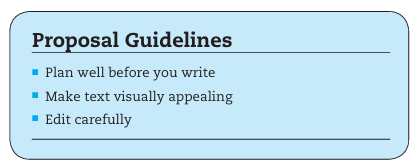 Proposal Guidelines
Plan well before you write
Make text visually appealing
Edit carefully